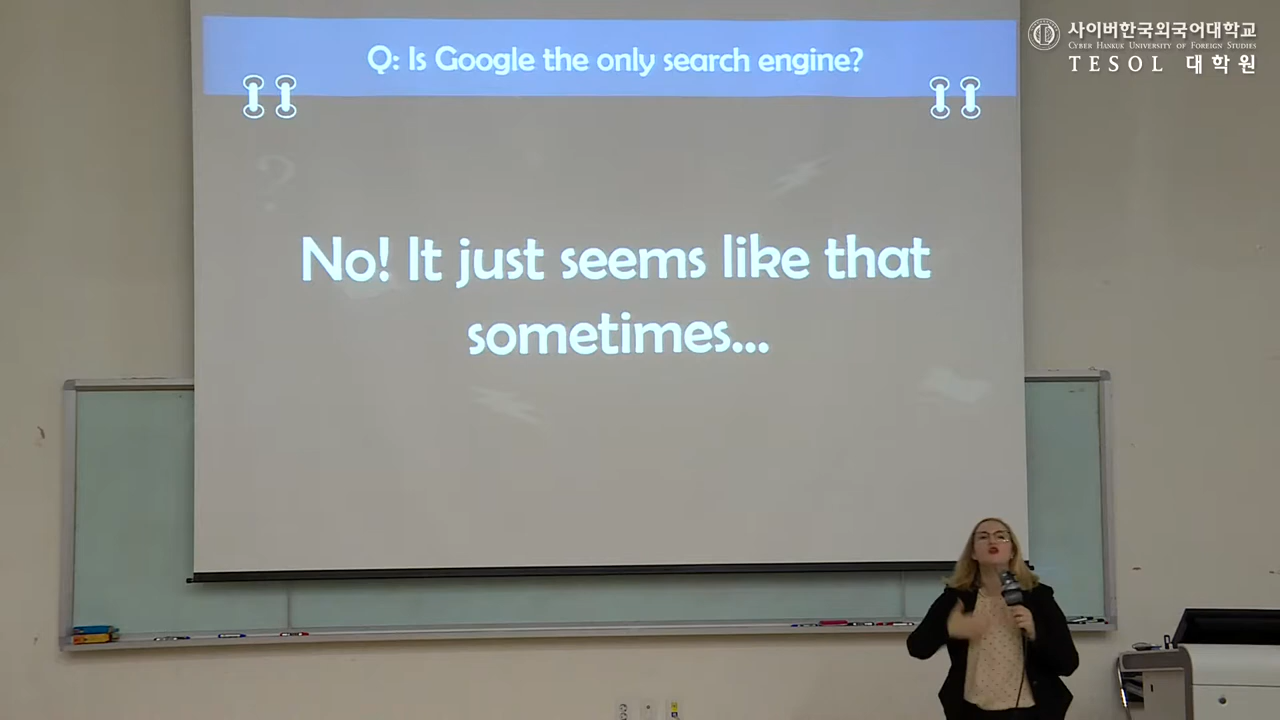 Q: Is Google the only search engine?
사이버한국외국어대학교
CYBER HANKUK UNIVERSITY OF FOREIGN STUDIES
TESOL 대학원
No! It just seems like that
sometimes...